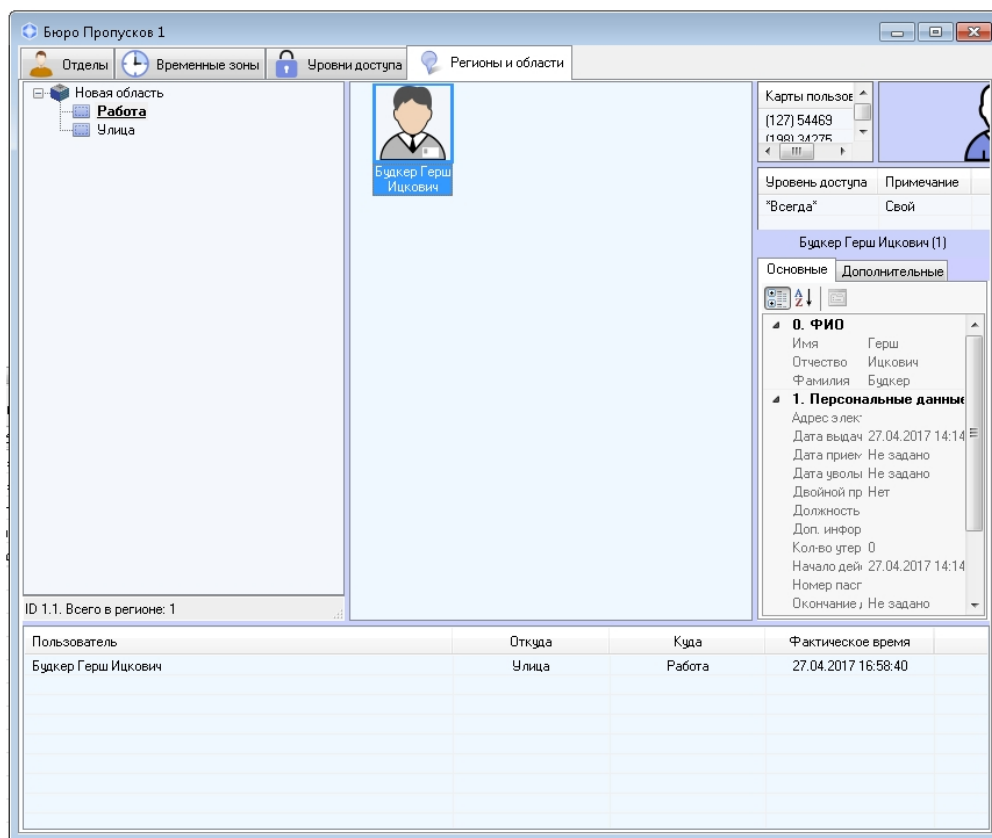 Бюро Пропусков 1
Отделы
Временные зоны
Уровни доступа
Регионы и области
Новая область
Работа
Улица
Будкер Герш
Ицкович
Карты пользов
(127) 54469
(198) 34275
Уровень доступа Примечание
*Всегда* Свой
Будкер Герш Ицкович (1)
Основные Дополнительные
0. ФИО
Имя Герш
Отчество Ицкович
Фамилия Будкер
1. Персональные данные
Адрес элек
Дата выдач 27.04.2017 14:14
Дата прием Не задано
Дата уволы Не задано
Двойной пр Нет
Должность
Доп. инфор
Кол-во утер 0
Начало дей 27.04.2017 14:14
Номер пасп
Окончание Не задано
ID 1.1. Всего в регионе: 1
Пользователь Откуда Куда Фактическое время
Будкер Герш Ицкович Улица Работа 27.04.2017 16:58:40